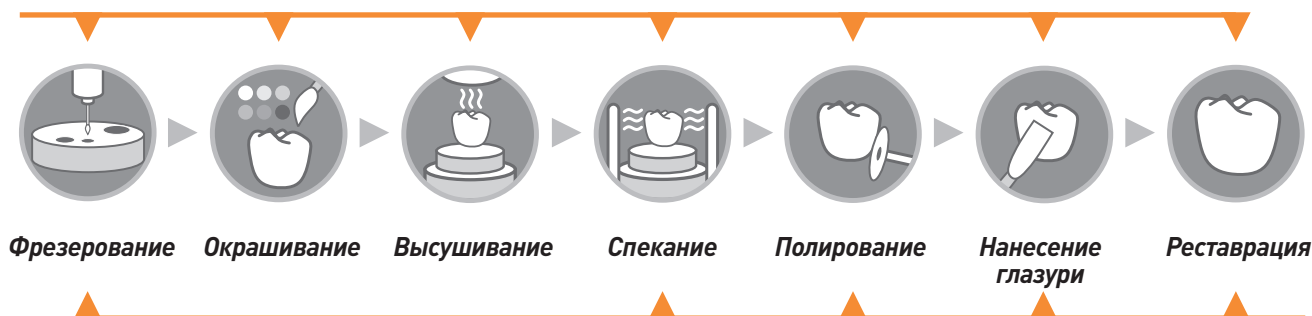 Фрезерование
Окрашивание
Высушивание
Спекание
Полирование
Нанесение
глазури
Реставрация